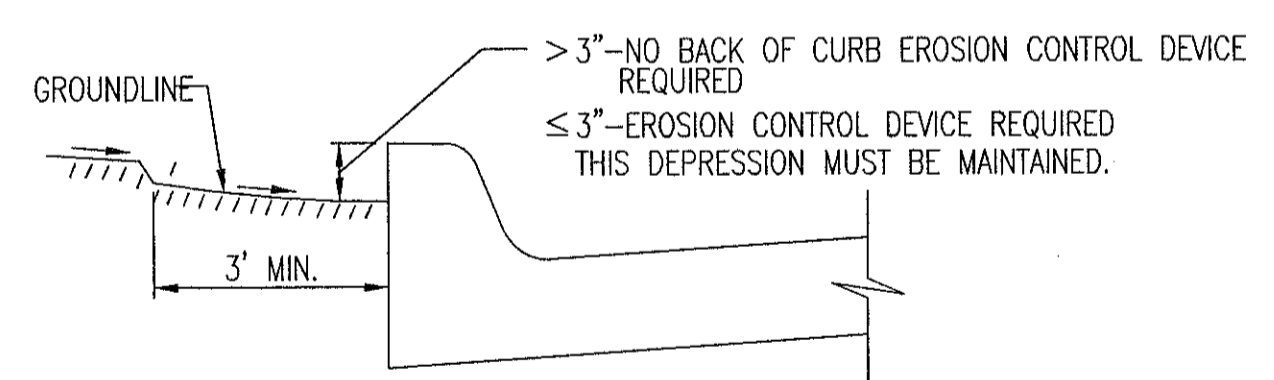 >3"-NO BACK OF CURB EROSION CONTROL DEVICE
REQUIRED
≤3"-EROSION CONTROL DEVICE REQUIRED
THIS DEPRESSION MUST BE MAINTAINED.
GROUNDLINE
3' MIN.